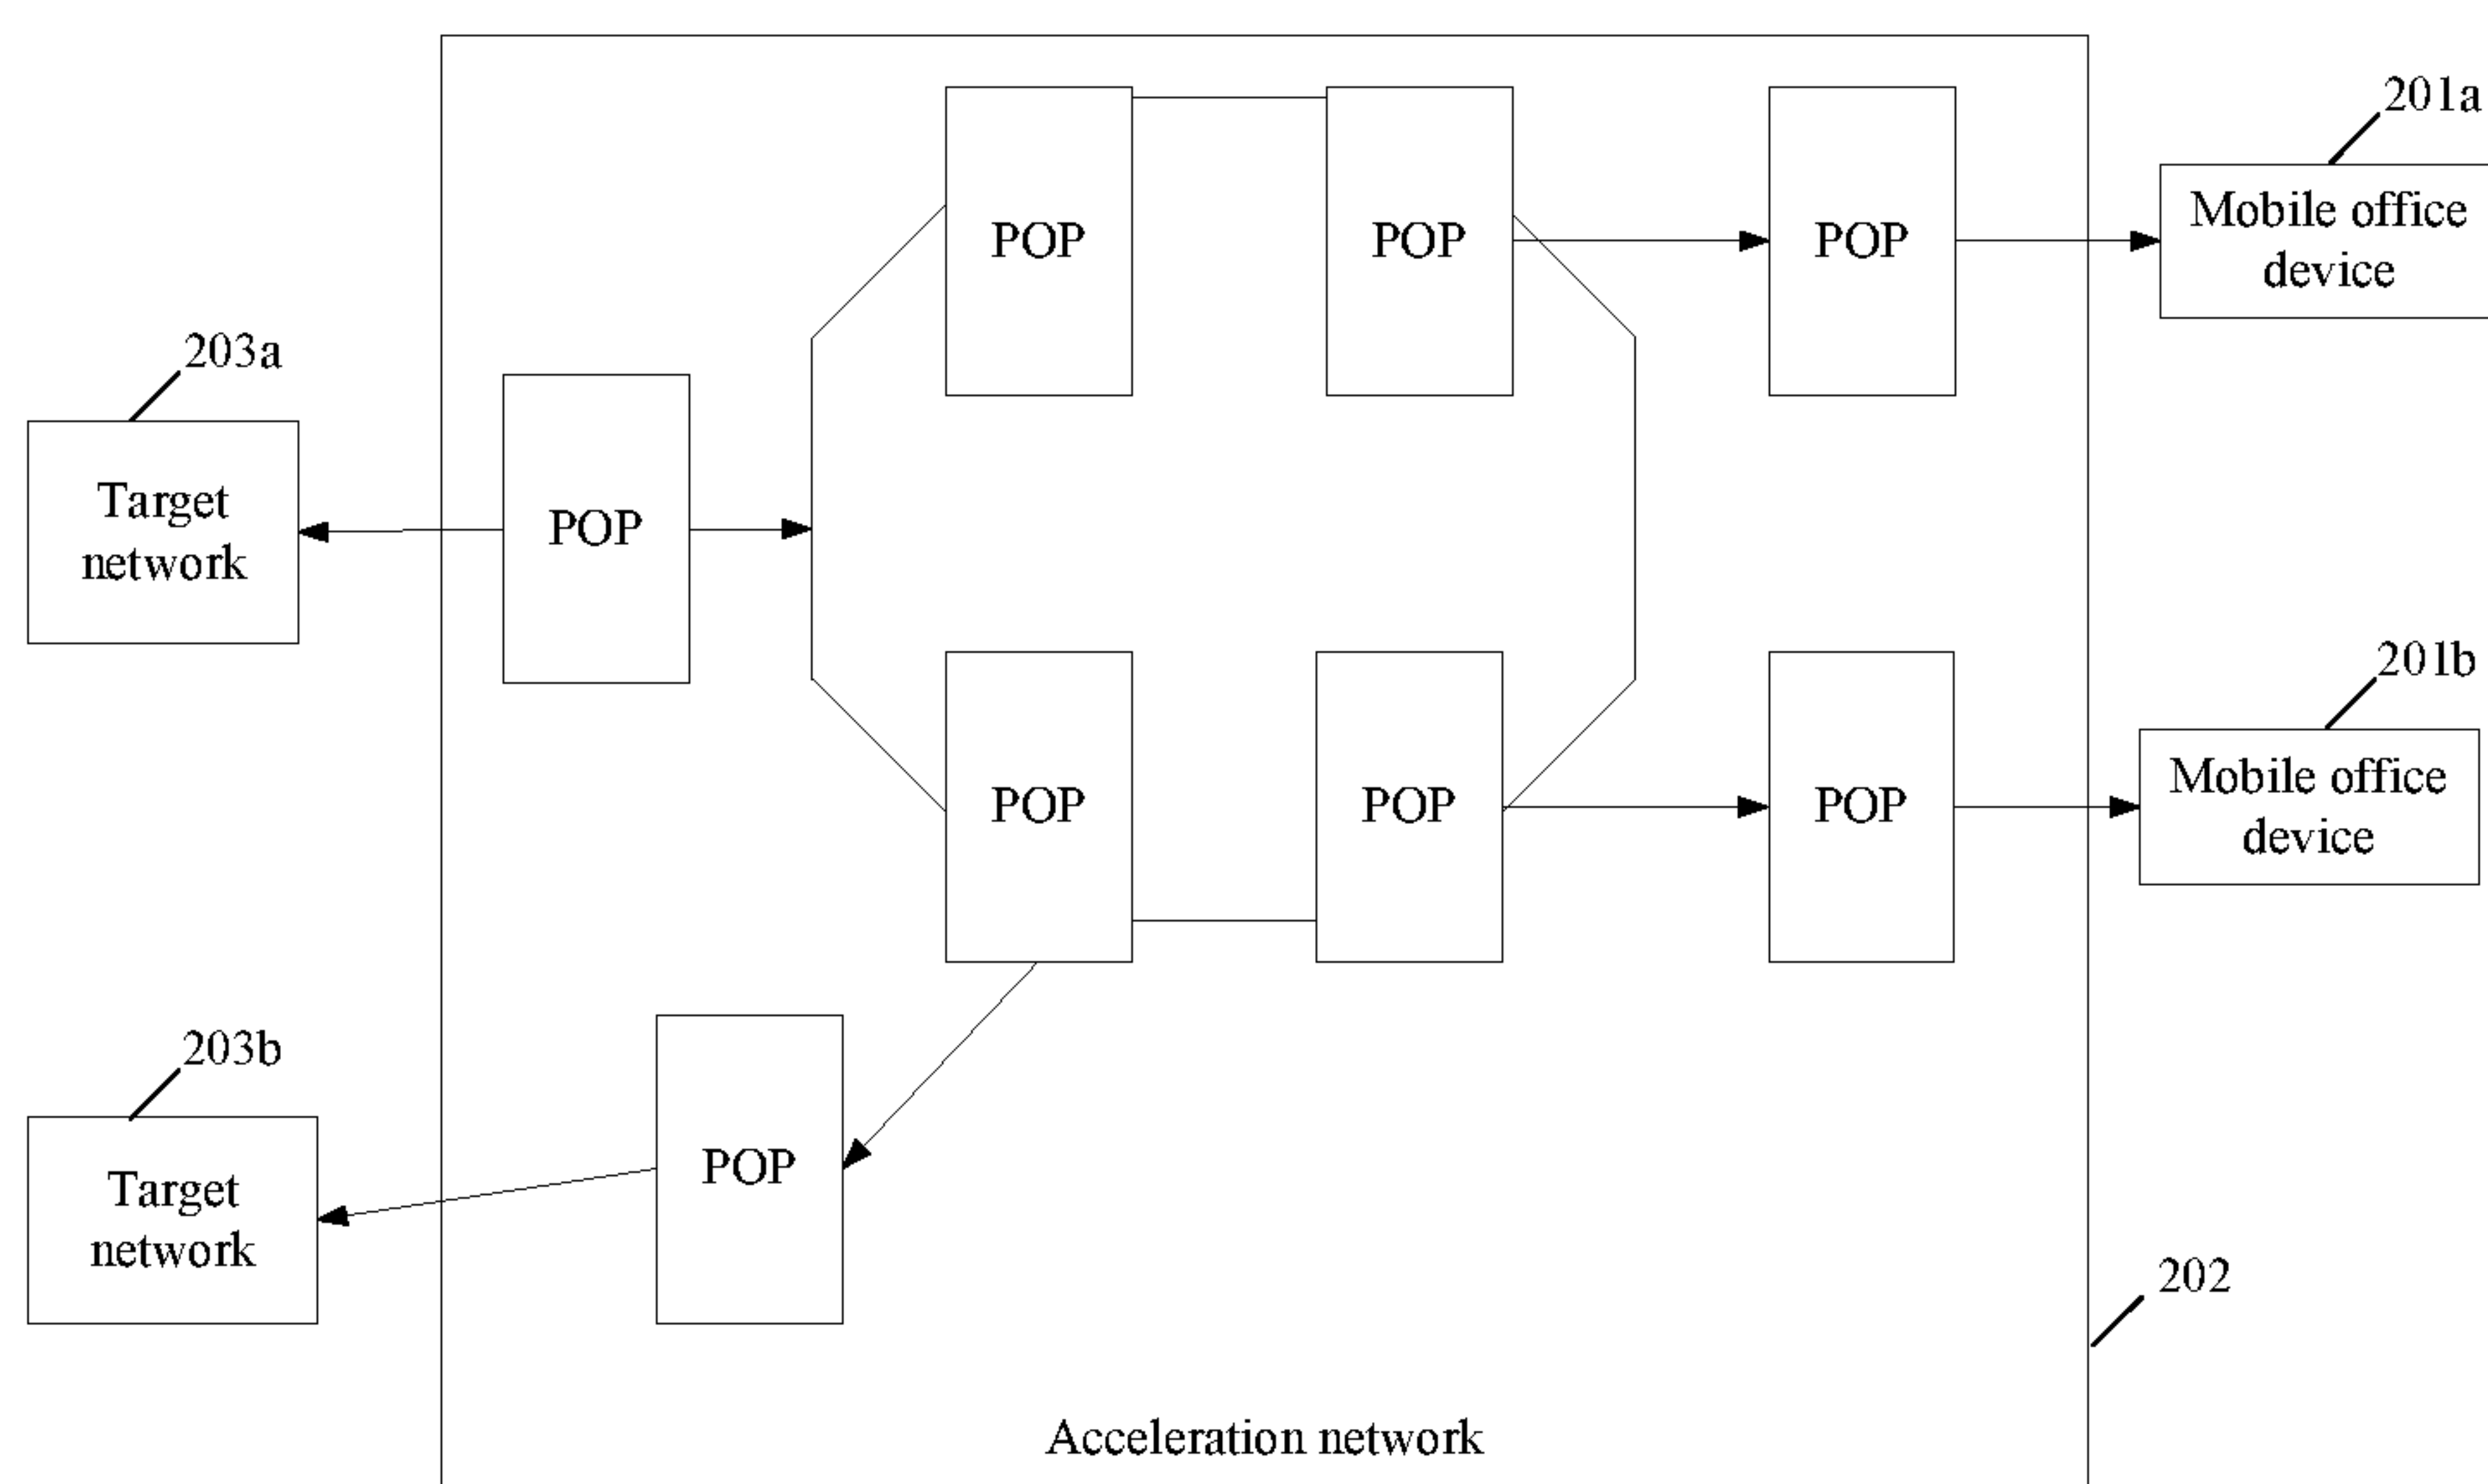 201a
POP
POP
POP
Mobile office
device
203a
Target
network
POP
201b
POP
POP
POP
Mobile office
device
203b
POP
Target
network
202
Acceleration network